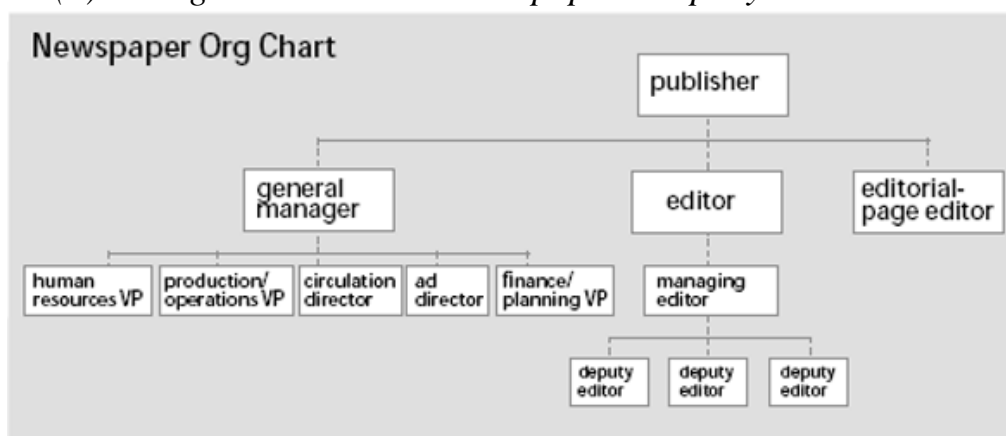 Newspaper Org Chart
publisher
general
manager
editor
editorial-
page editor
human
resources VP
production/
operations VP
circulation
director
ad
director
finance/
planning VP
managing
editor
deputy
editor
deputy
editor
deputy
editor